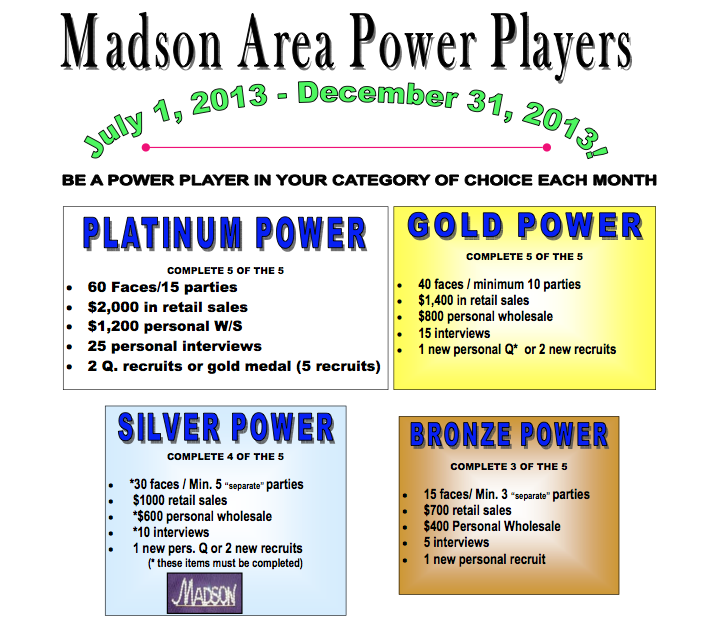 Madson Area Power Players
July 1, 2013 - December 31, 2013!
BE A POWER PLAYER IN YOUR CATEGORY OF CHOICE EACH MONTH
PLATINUM POWER
COMPLETE 5 OF THE 5
• 60 Faces/15 parties
• $2,000 in retail sales
• $1,200 personal W/S
• 25 personal interviews
• 2 Q. recruits or gold medal (5 recruits)
GOLD POWER
COMPLETE 5 OF THE 5
• 40 faces / minimum 10 parties
• $1,400 in retail sales
• $800 personal wholesale
• 15 interviews
• 1 new personal Q* or 2 new recruits
SILVER POWER
COMPLETE 4 OF THE 5
• *30 faces / Min. 5 “separate” parties
• $1000 retail sales
• *$600 personal wholesale
• *10 interviews
• 1 new pers. Q or 2 new recruits
(* these items must be completed)
MADSON
BRONZE POWER
COMPLETE 3 OF THE 5
• 15 faces/ Min. 3 “separate” parties
• $700 retail sales
• $400 Personal Wholesale
• 5 interviews
• 1 new personal recruit